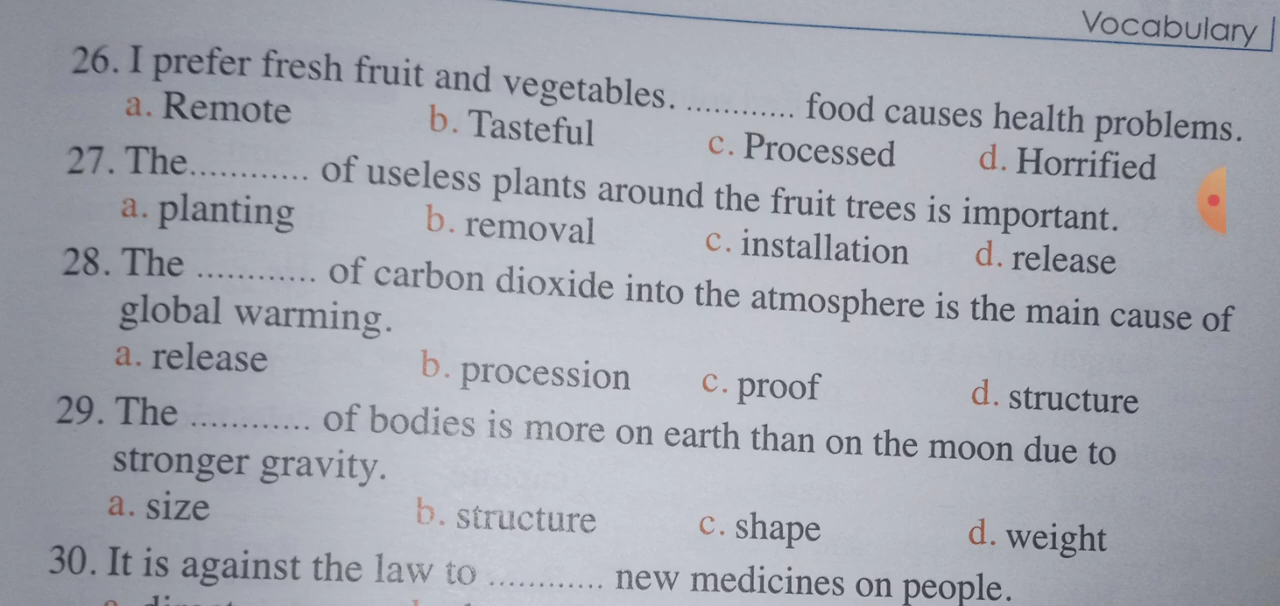 Vocabulary
26. I prefer fresh fruit and vegetables. ............ food causes health problems.
a. Remote b. Tasteful c. Processed d. Horrified
27. The............ of useless plants around the fruit trees is important.
a. planting b. removal c. installation d. release
28. The ............ of carbon dioxide into the atmosphere is the main cause of
global warming.
a. release b. procession c. proof d. structure
29. The ............ of bodies is more on earth than on the moon due to
stronger gravity.
a. size b. structure c. shape d. weight
30. It is against the law to ............ new medicines on people.